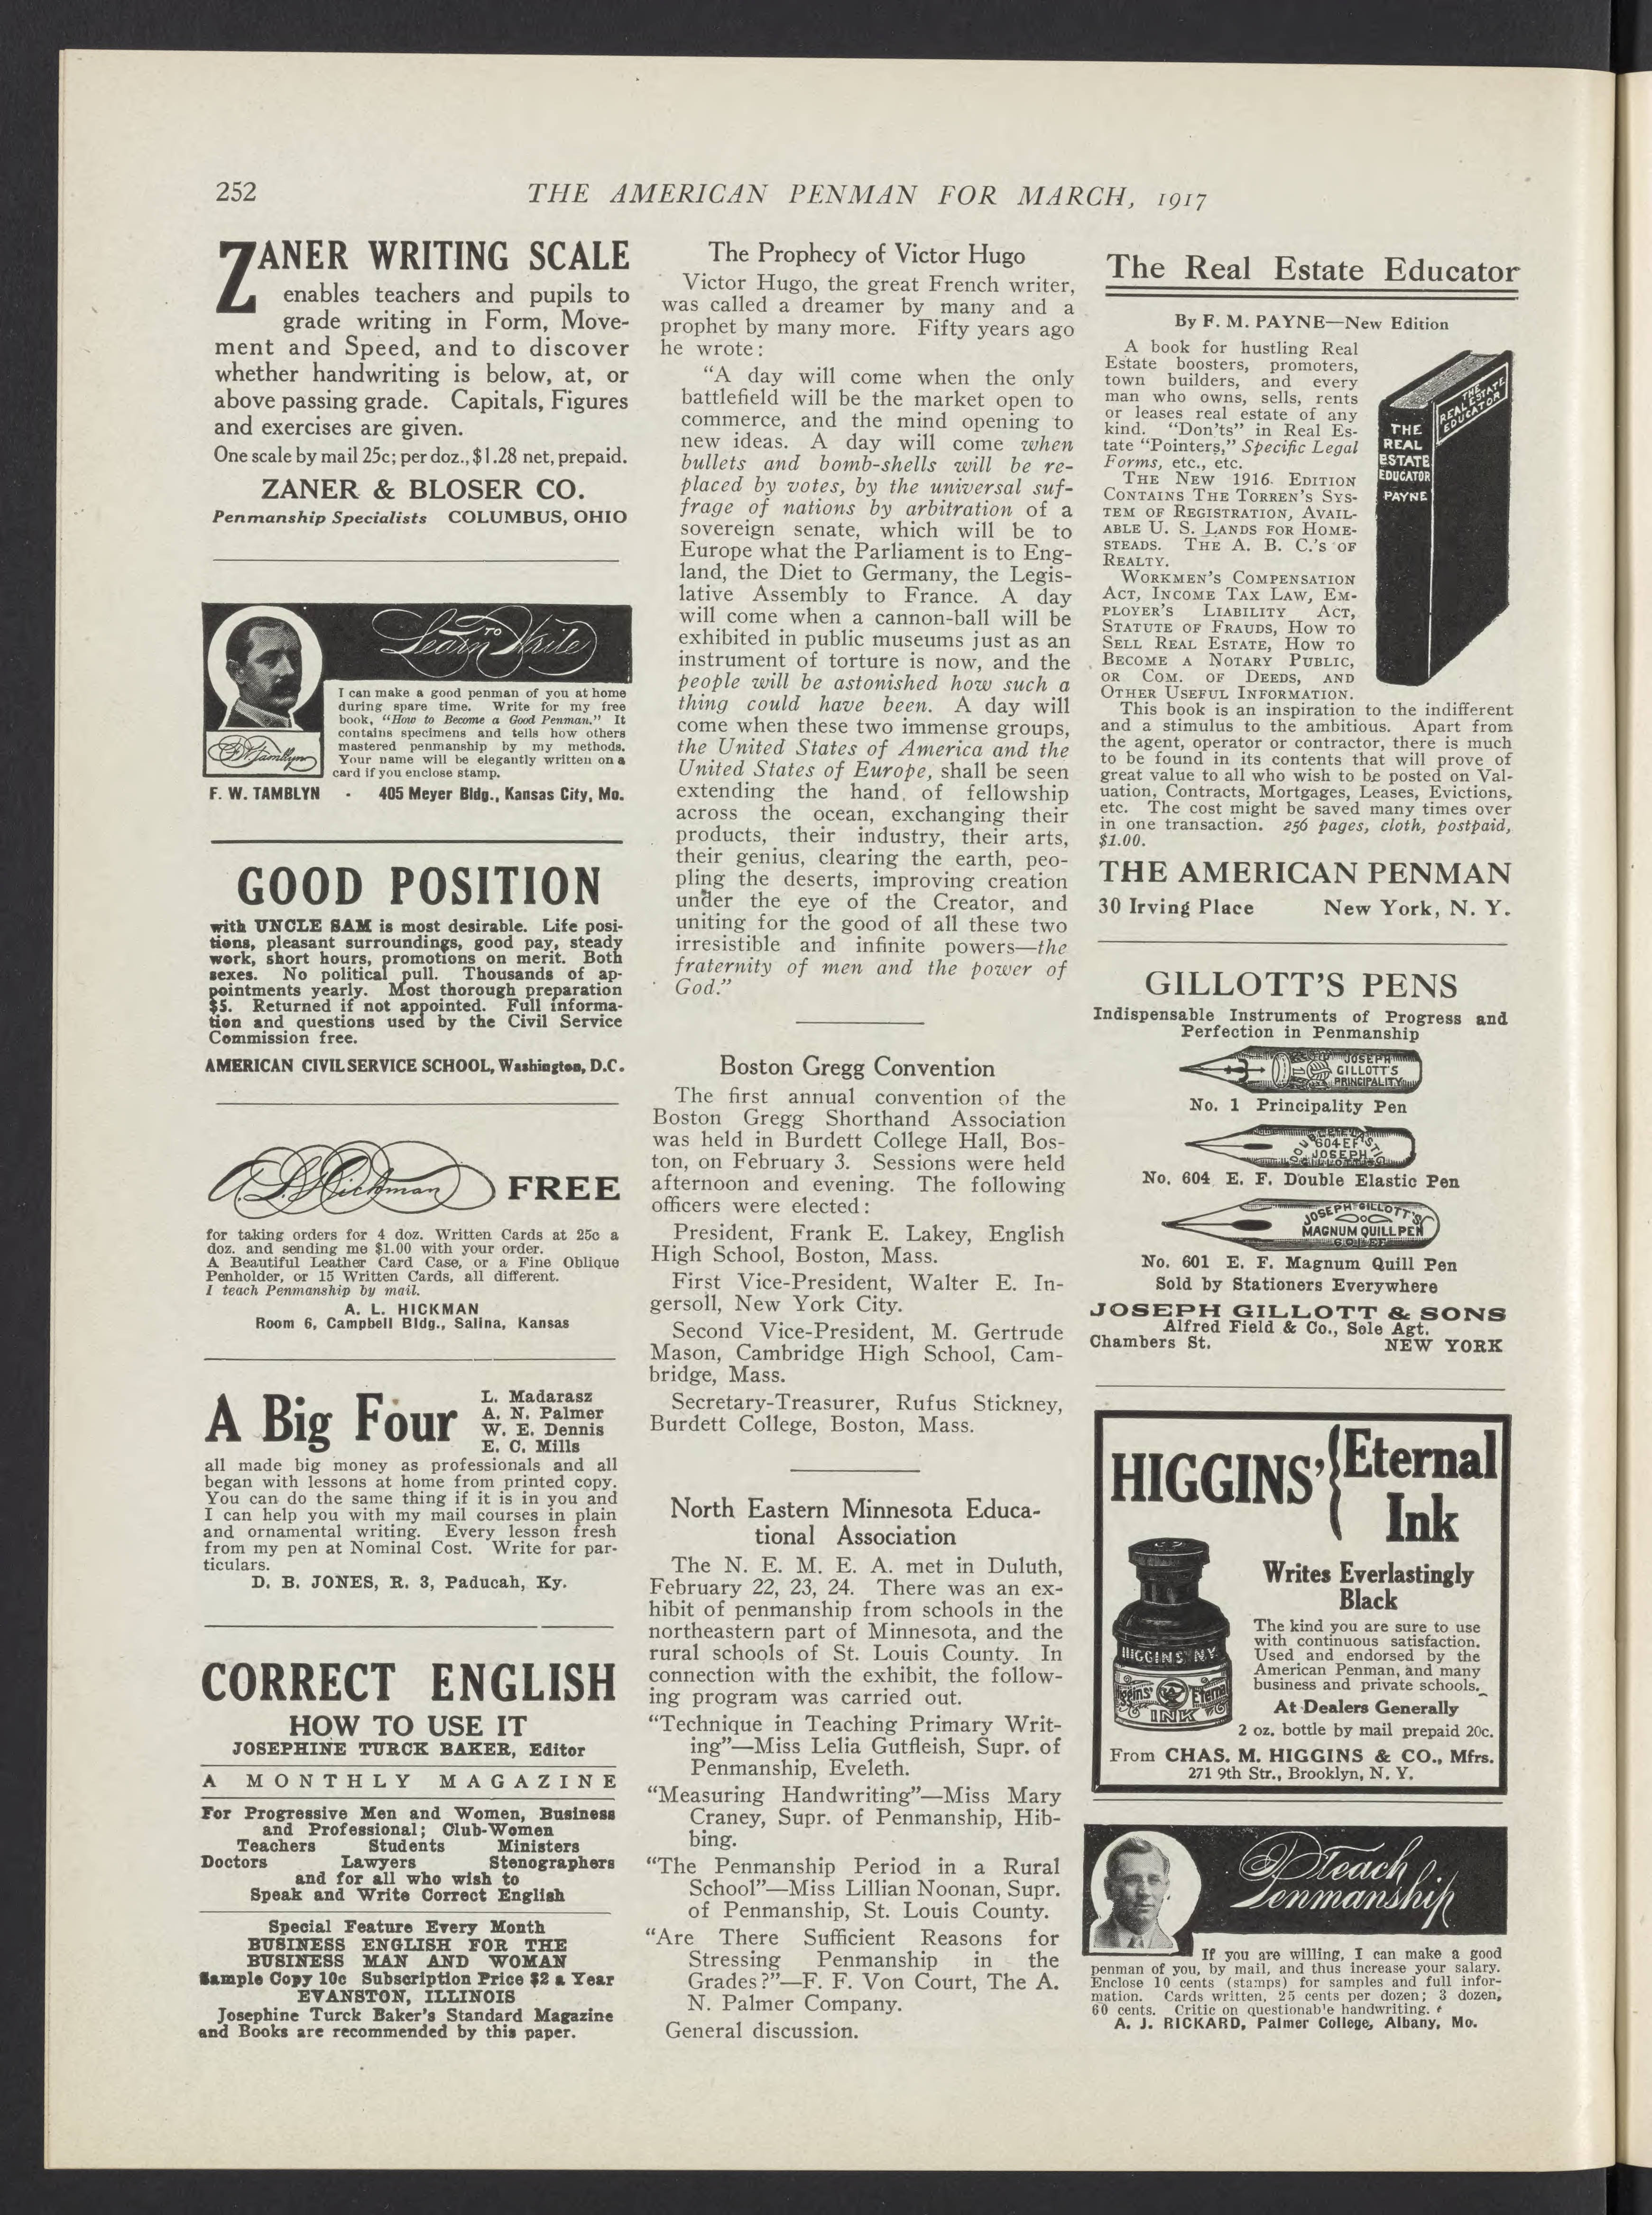 252
THE AMERICAN PENMAN FOR MARCH, 1917
ZANER WRITING SCALE
enables teachers and pupils to
grade writing in Form, Move-
ment and Speed, and to discover
whether handwriting is below, at, or
above passing grade. Capitals, Figures
and exercises are given.
One scale by mail 25c; per doz., $1.28 net, prepaid.
ZANER & BLOSER CO.
Penmanship Specialists COLUMBUS, OHIO
Learn to Write
I can make a good penman of you at home
during spare time. Write for my free
book, "How to Become a Good Penman." It
contains specimens and tells how others
mastered penmanship by my methods.
Your name will be elegantly written on a
card if you enclose stamp.
F. W. Tamblyn
F. W. TAMBLYN - 405 Meyer Bldg., Kansas City, Mo.
GOOD POSITION
with UNCLE SAM is most desirable. Life posi-
tions, pleasant surroundings, good pay, steady
work, short hours, promotions on merit. Both
sexes. No political pull. Thousands of ap-
pointments yearly. Most thorough preparation
$5. Returned if not appointed. Full informa-
tion and questions used by the Civil Service
Commission free.
AMERICAN CIVIL SERVICE SCHOOL, Washington, D.C.
A. L. Hickman FREE
for taking orders for 4 doz. Written Cards at 25c a
doz. and sending me $1.00 with your order.
A Beautiful Leather Card Case, or a Fine Oblique
Penholder, or 15 Written Cards, all different.
I teach Penmanship by mail.
A. L. HICKMAN
Room 6, Campbell Bldg., Salina, Kansas
A Big Four
L. Madarasz
A. N. Palmer
W. E. Dennis
E. C. Mills
all made big money as professionals and all
began with lessons at home from printed copy.
You can do the same thing if it is in you and
I can help you with my mail courses in plain
and ornamental writing. Every lesson fresh
from my pen at Nominal Cost. Write for par-
ticulars.
D. B. JONES, R. 3, Paducah, Ky.
CORRECT ENGLISH
HOW TO USE IT
JOSEPHINE TURCK BAKER, Editor
A MONTHLY MAGAZINE
For Progressive Men and Women, Business
and Professional; Club-Women
Teachers Students Ministers
Doctors Lawyers Stenographers
and for all who wish to
Speak and Write Correct English
Special Feature Every Month
BUSINESS ENGLISH FOR THE
BUSINESS MAN AND WOMAN
Sample Copy 10c Subscription Price $2 a Year
EVANSTON, ILLINOIS
Josephine Turck Baker's Standard Magazine
and Books are recommended by this paper.
The Prophecy of Victor Hugo
Victor Hugo, the great French writer,
was called a dreamer by many and a
prophet by many more. Fifty years ago
he wrote:
"A day will come when the only
battlefield will be the market open to
commerce, and the mind opening to
new ideas. A day will come when
bullets and bomb-shells will be re-
placed by votes, by the universal suf-
frage of nations by arbitration of a
sovereign senate, which will be to
Europe what the Parliament is to Eng-
land, the Diet to Germany, the Legis-
lative Assembly to France. A day
will come when a cannon-ball will be
exhibited in public museums just as an
instrument of torture is now, and the
people will be astonished how such a
thing could have been. A day will
come when these two immense groups,
the United States of America and the
United States of Europe, shall be seen
extending the hand of fellowship
across the ocean, exchanging their
products, their industry, their arts,
their genius, clearing the earth, peo-
pling the deserts, improving creation
under the eye of the Creator, and
uniting for the good of all these two
irresistible and infinite powers—the
fraternity of men and the power of
God."
Boston Gregg Convention
The first annual convention of the
Boston Gregg Shorthand Association
was held in Burdett College Hall, Bos-
ton, on February 3. Sessions were held
afternoon and evening. The following
officers were elected:
President, Frank E. Lakey, English
High School, Boston, Mass.
First Vice-President, Walter E. In-
gersoll, New York City.
Second Vice-President, M. Gertrude
Mason, Cambridge High School, Cam-
bridge, Mass.
Secretary-Treasurer, Rufus Stickney,
Burdett College, Boston, Mass.
North Eastern Minnesota Educa-
tional Association
The N. E. M. E. A. met in Duluth,
February 22, 23, 24. There was an ex-
hibit of penmanship from schools in the
northeastern part of Minnesota, and the
rural schools of St. Louis County. In
connection with the exhibit, the follow-
ing program was carried out.
"Technique in Teaching Primary Writ-
ing"—Miss Lelia Gutfleish, Supr. of
Penmanship, Eveleth.
"Measuring Handwriting"—Miss Mary
Craney, Supr. of Penmanship, Hib-
bing.
"The Penmanship Period in a Rural
School"—Miss Lillian Noonan, Supr.
of Penmanship, St. Louis County.
"Are There Sufficient Reasons for
Stressing Penmanship in the
Grades?"—F. F. Von Court, The A.
N. Palmer Company.
General discussion.
The Real Estate Educator
By F. M. PAYNE—New Edition
A book for hustling Real
Estate boosters, promoters,
town builders, and every
man who owns, sells, rents
or leases real estate of any
kind. "Don'ts" in Real Es-
tate "Pointers," Specific Legal
Forms, etc., etc.
THE NEW 1916 EDITION
CONTAINS THE TORREN'S SYS-
TEM OF REGISTRATION, AVAIL-
ABLE U. S. LANDS FOR HOME-
STEADS. THE A. B. C.'S OF
REALTY.
WORKMEN'S COMPENSATION
ACT, INCOME TAX LAW, EM-
PLOYER'S LIABILITY ACT,
STATUTE OF FRAUDS, HOW TO
SELL REAL ESTATE, HOW TO
BECOME A NOTARY PUBLIC,
OR COM. OF DEEDS, AND
OTHER USEFUL INFORMATION.
THE
REAL ESTATE
EDUCATOR
THE
REAL
ESTATE
EDUCATOR
PAYNE
This book is an inspiration to the indifferent
and a stimulus to the ambitious. Apart from
the agent, operator or contractor, there is much
to be found in its contents that will prove of
great value to all who wish to be posted on Val-
uation, Contracts, Mortgages, Leases, Evictions,
etc. The cost might be saved many times over
in one transaction. 256 pages, cloth, postpaid,
$1.00.
THE AMERICAN PENMAN
30 Irving Place New York, N. Y.
GILLOTT'S PENS
Indispensable Instruments of Progress and
Perfection in Penmanship
JOSEPH
GILLOTT'S
PRINCIPALITY
No. 1 Principality Pen
604 EF
JOSEPH
No. 604 E. F. Double Elastic Pen
JOSEPH GILLOTT'S
MAGNUM QUILL PEN
No. 601 E. F. Magnum Quill Pen
Sold by Stationers Everywhere
JOSEPH GILLOTT & SONS
Alfred Field & Co., Sole Agt.
Chambers St. NEW YORK
HIGGINS' Eternal
Ink
Writes Everlastingly
Black
The kind you are sure to use
with continuous satisfaction.
Used and endorsed by the
American Penman, and many
business and private schools.
HIGGINS N.Y.
Higgins' Eternal
INK
At Dealers Generally
2 oz. bottle by mail prepaid 20c.
From CHAS. M. HIGGINS & CO., Mfrs.
271 9th Str., Brooklyn, N. Y.
I Teach
Penmanship
If you are willing, I can make a good
penman of you, by mail, and thus increase your salary.
Enclose 10 cents (stamps) for samples and full infor-
mation. Cards written, 25 cents per dozen; 3 dozen,
60 cents. Critic on questionable handwriting.
A. J. RICKARD, Palmer College, Albany, Mo.